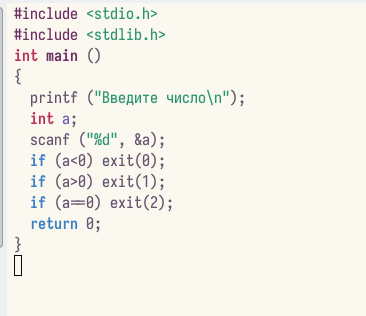 #include <stdio.h>
#include <stdlib.h>
int main ()
{
printf ("Введите число\n");
int a;
scanf ("%d", &a);
if (a<0) exit(0);
if (a>0) exit(1);
if (a==0) exit(2);
return 0;
}